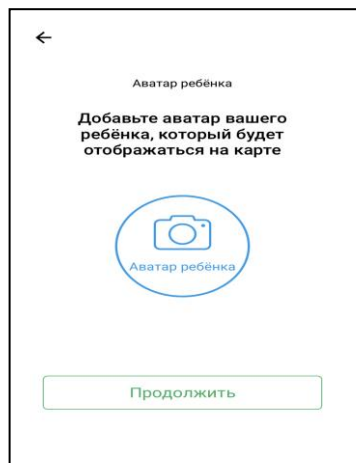 Аватар ребёнка
Добавьте аватар вашего
ребёнка, который будет
отображаться на карте
Аватар ребёнка
Продолжить